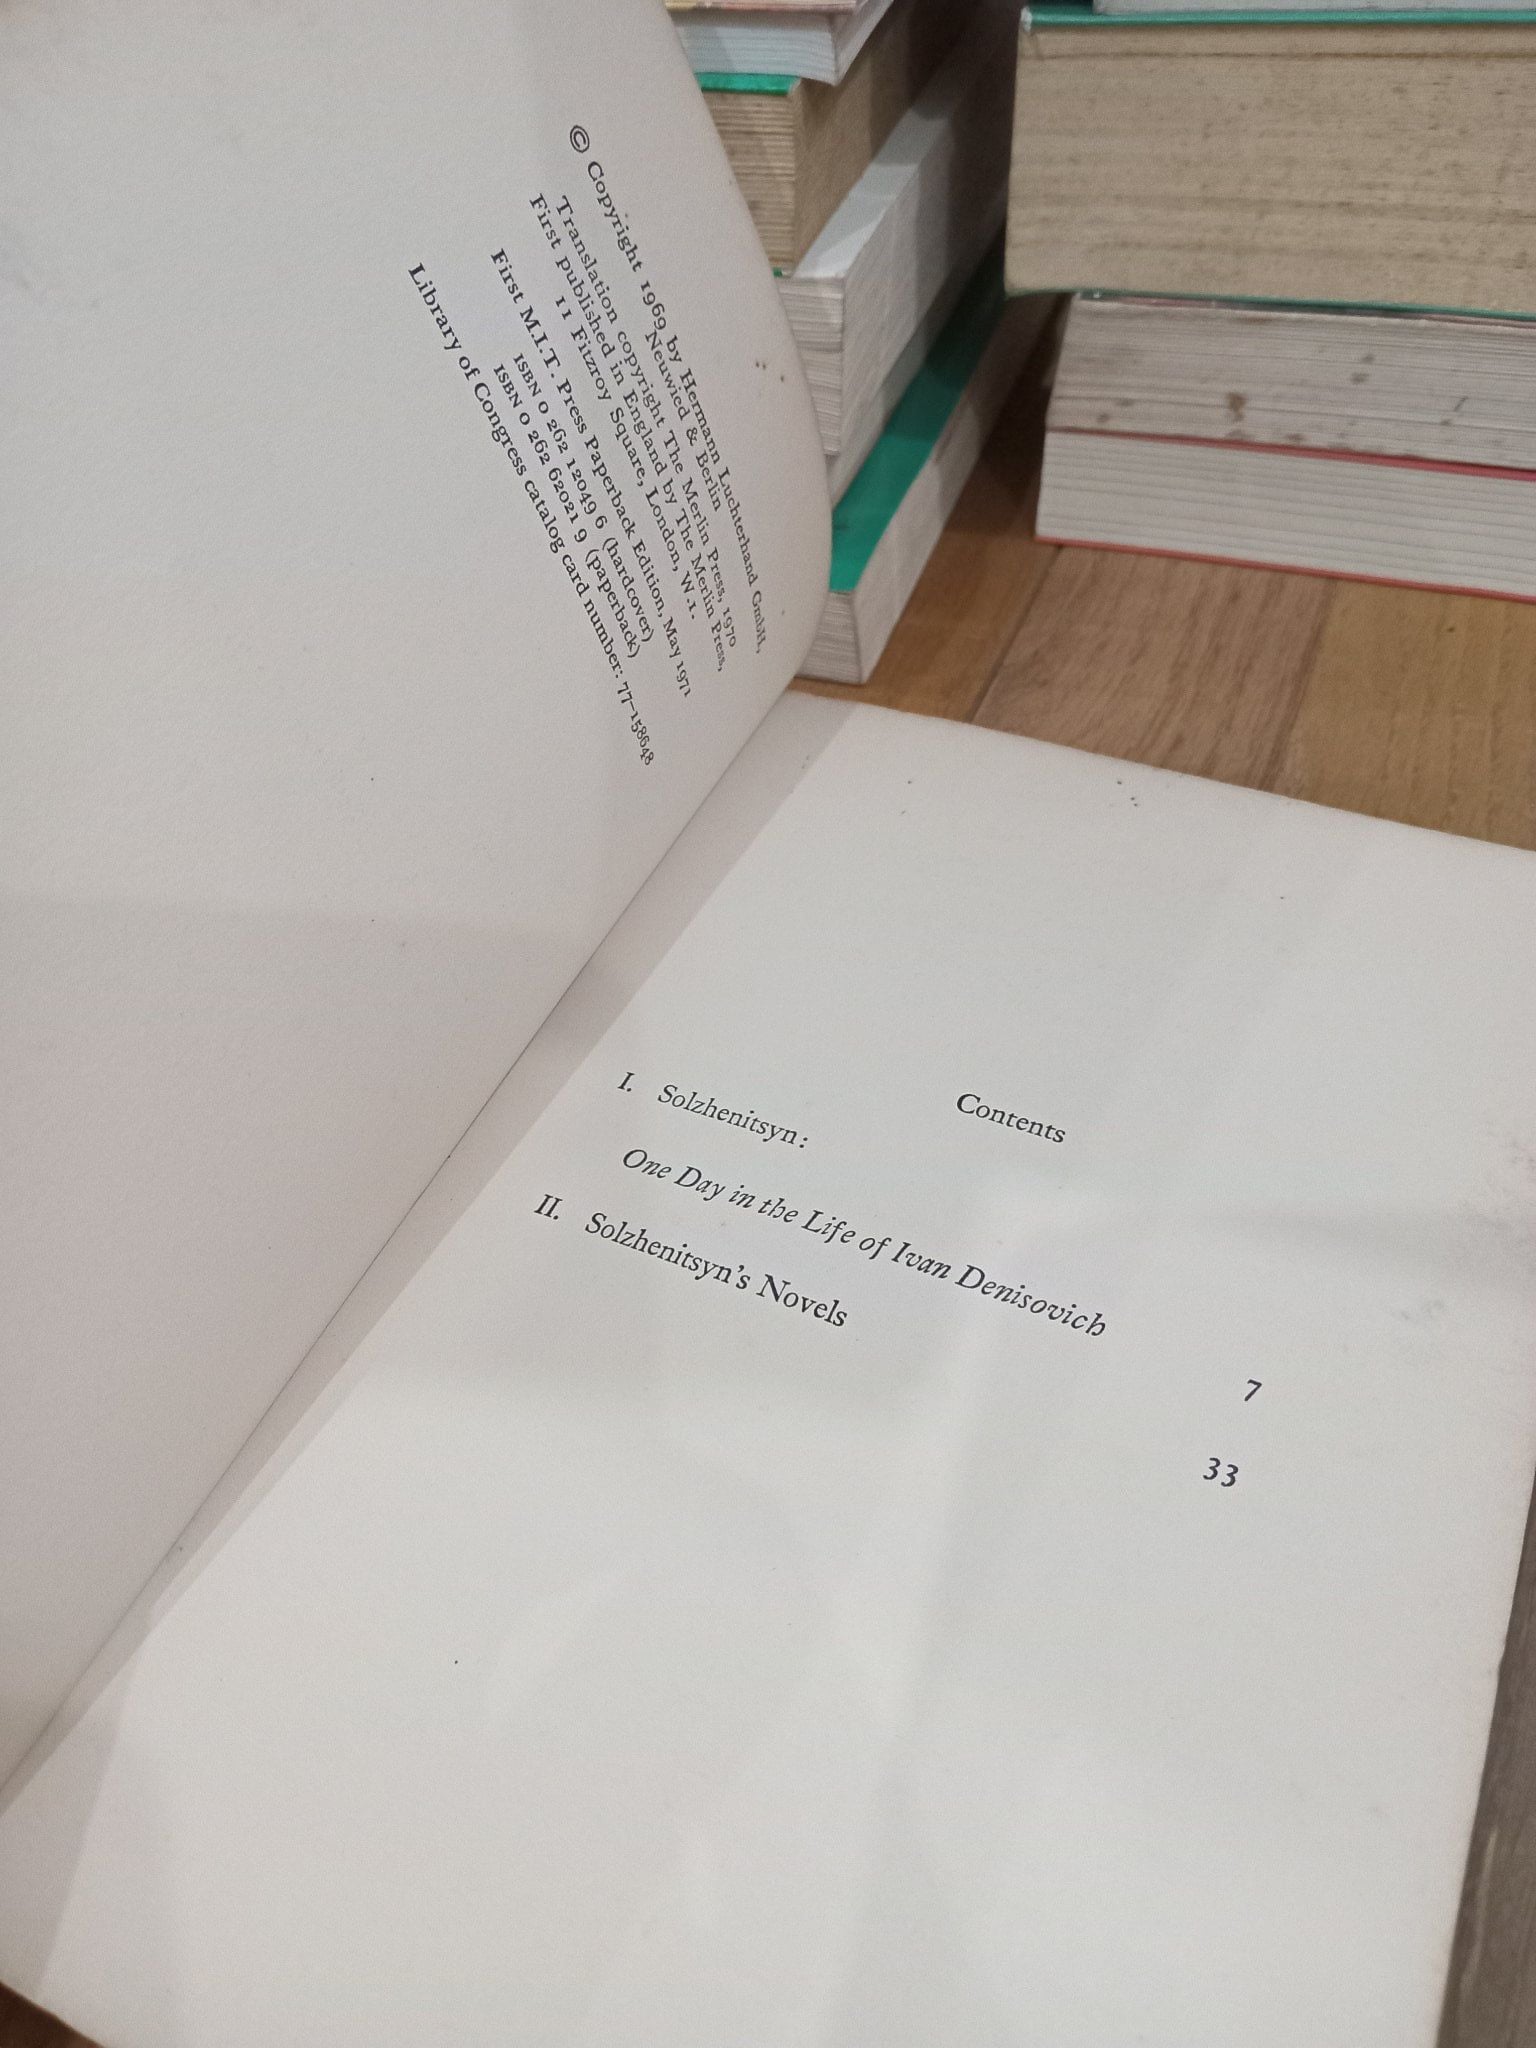 © Copyright 1969 by Hermann Luchterhand GmbH,
Neuwied & Berlin
Translation copyright The Merlin Press, 1970
First published in England by The Merlin Press,
11 Fitzroy Square, London, W.1.
First M.I.T. Press Paperback Edition, May 1971
ISBN 0 262 12049 6 (hardcover)
ISBN 0 262 62021 9 (paperback)
Library of Congress catalog card number: 77-158648
Contents
I. Solzhenitsyn:
One Day in the Life of Ivan Denisovich 7
II. Solzhenitsyn's Novels 33